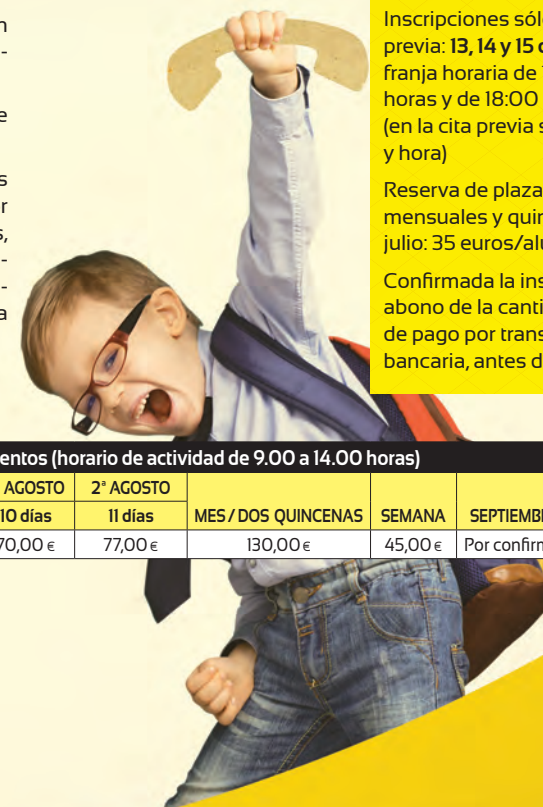 n
-
e
s
r
s,
-
-
a
Inscripciones sól
previa: 13, 14 y 15
franja horaria de
horas y de 18:00
(en la cita previa s
y hora)
Reserva de plaza
mensuales y quin
julio: 35 euros/alu
Confirmada la ins
abono de la canti
de pago por trans
bancaria, antes d
entos (horario de actividad de 9.00 a 14.00 horas)
AGOSTO 2ª AGOSTO
10 días 11 días MES / DOS QUINCENAS SEMANA SEPTIEMB
70,00 € 77,00 € 130,00 € 45,00 € Por confirm